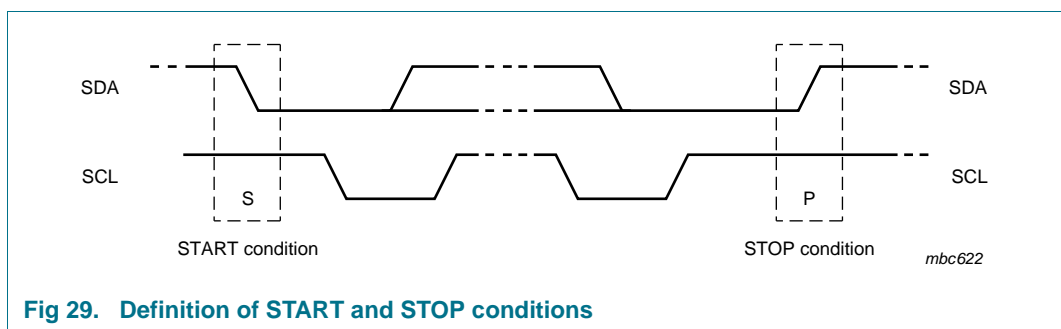 SDA
SDA
SCL
SCL
S
P
START condition
STOP condition
mbc622
Fig 29. Definition of START and STOP conditions